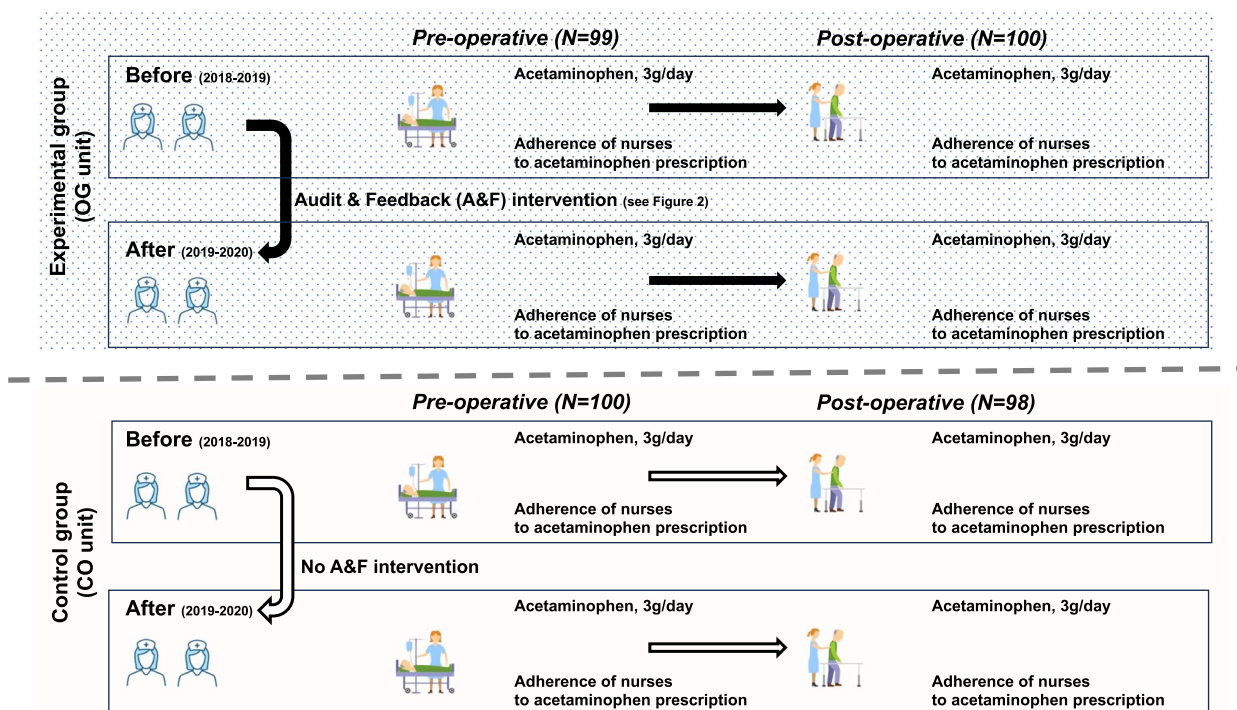 Experimental group
(OG unit)
Pre-operative (N=99)
Post-operative (N=100)
Before (2018-2019)
Acetaminophen, 3g/day
Acetaminophen, 3g/day
Adherence of nurses
to acetaminophen prescription
Adherence of nurses
to acetaminophen prescription
Audit & Feedback (A&F) intervention (see Figure 2)
After (2019-2020)
Acetaminophen, 3g/day
Acetaminophen, 3g/day
Adherence of nurses
to acetaminophen prescription
Adherence of nurses
to acetaminophen prescription
Control group
(CO unit)
Pre-operative (N=100)
Post-operative (N=98)
Before (2018-2019)
Acetaminophen, 3g/day
Acetaminophen, 3g/day
Adherence of nurses
to acetaminophen prescription
Adherence of nurses
to acetaminophen prescription
No A&F intervention
After (2019-2020)
Acetaminophen, 3g/day
Acetaminophen, 3g/day
Adherence of nurses
to acetaminophen prescription
Adherence of nurses
to acetaminophen prescription